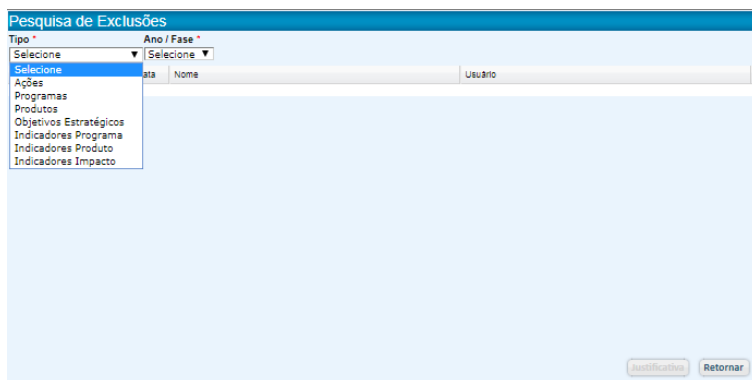 Pesquisa de Exclusões
Tipo * Ano / Fase *
Selecione ▼ Selecione ▼
Selecione
ata Nome Usuário
Ações
Programas
Produtos
Objetivos Estratégicos
Indicadores Programa
Indicadores Produto
Indicadores Impacto
Justificativa Retornar